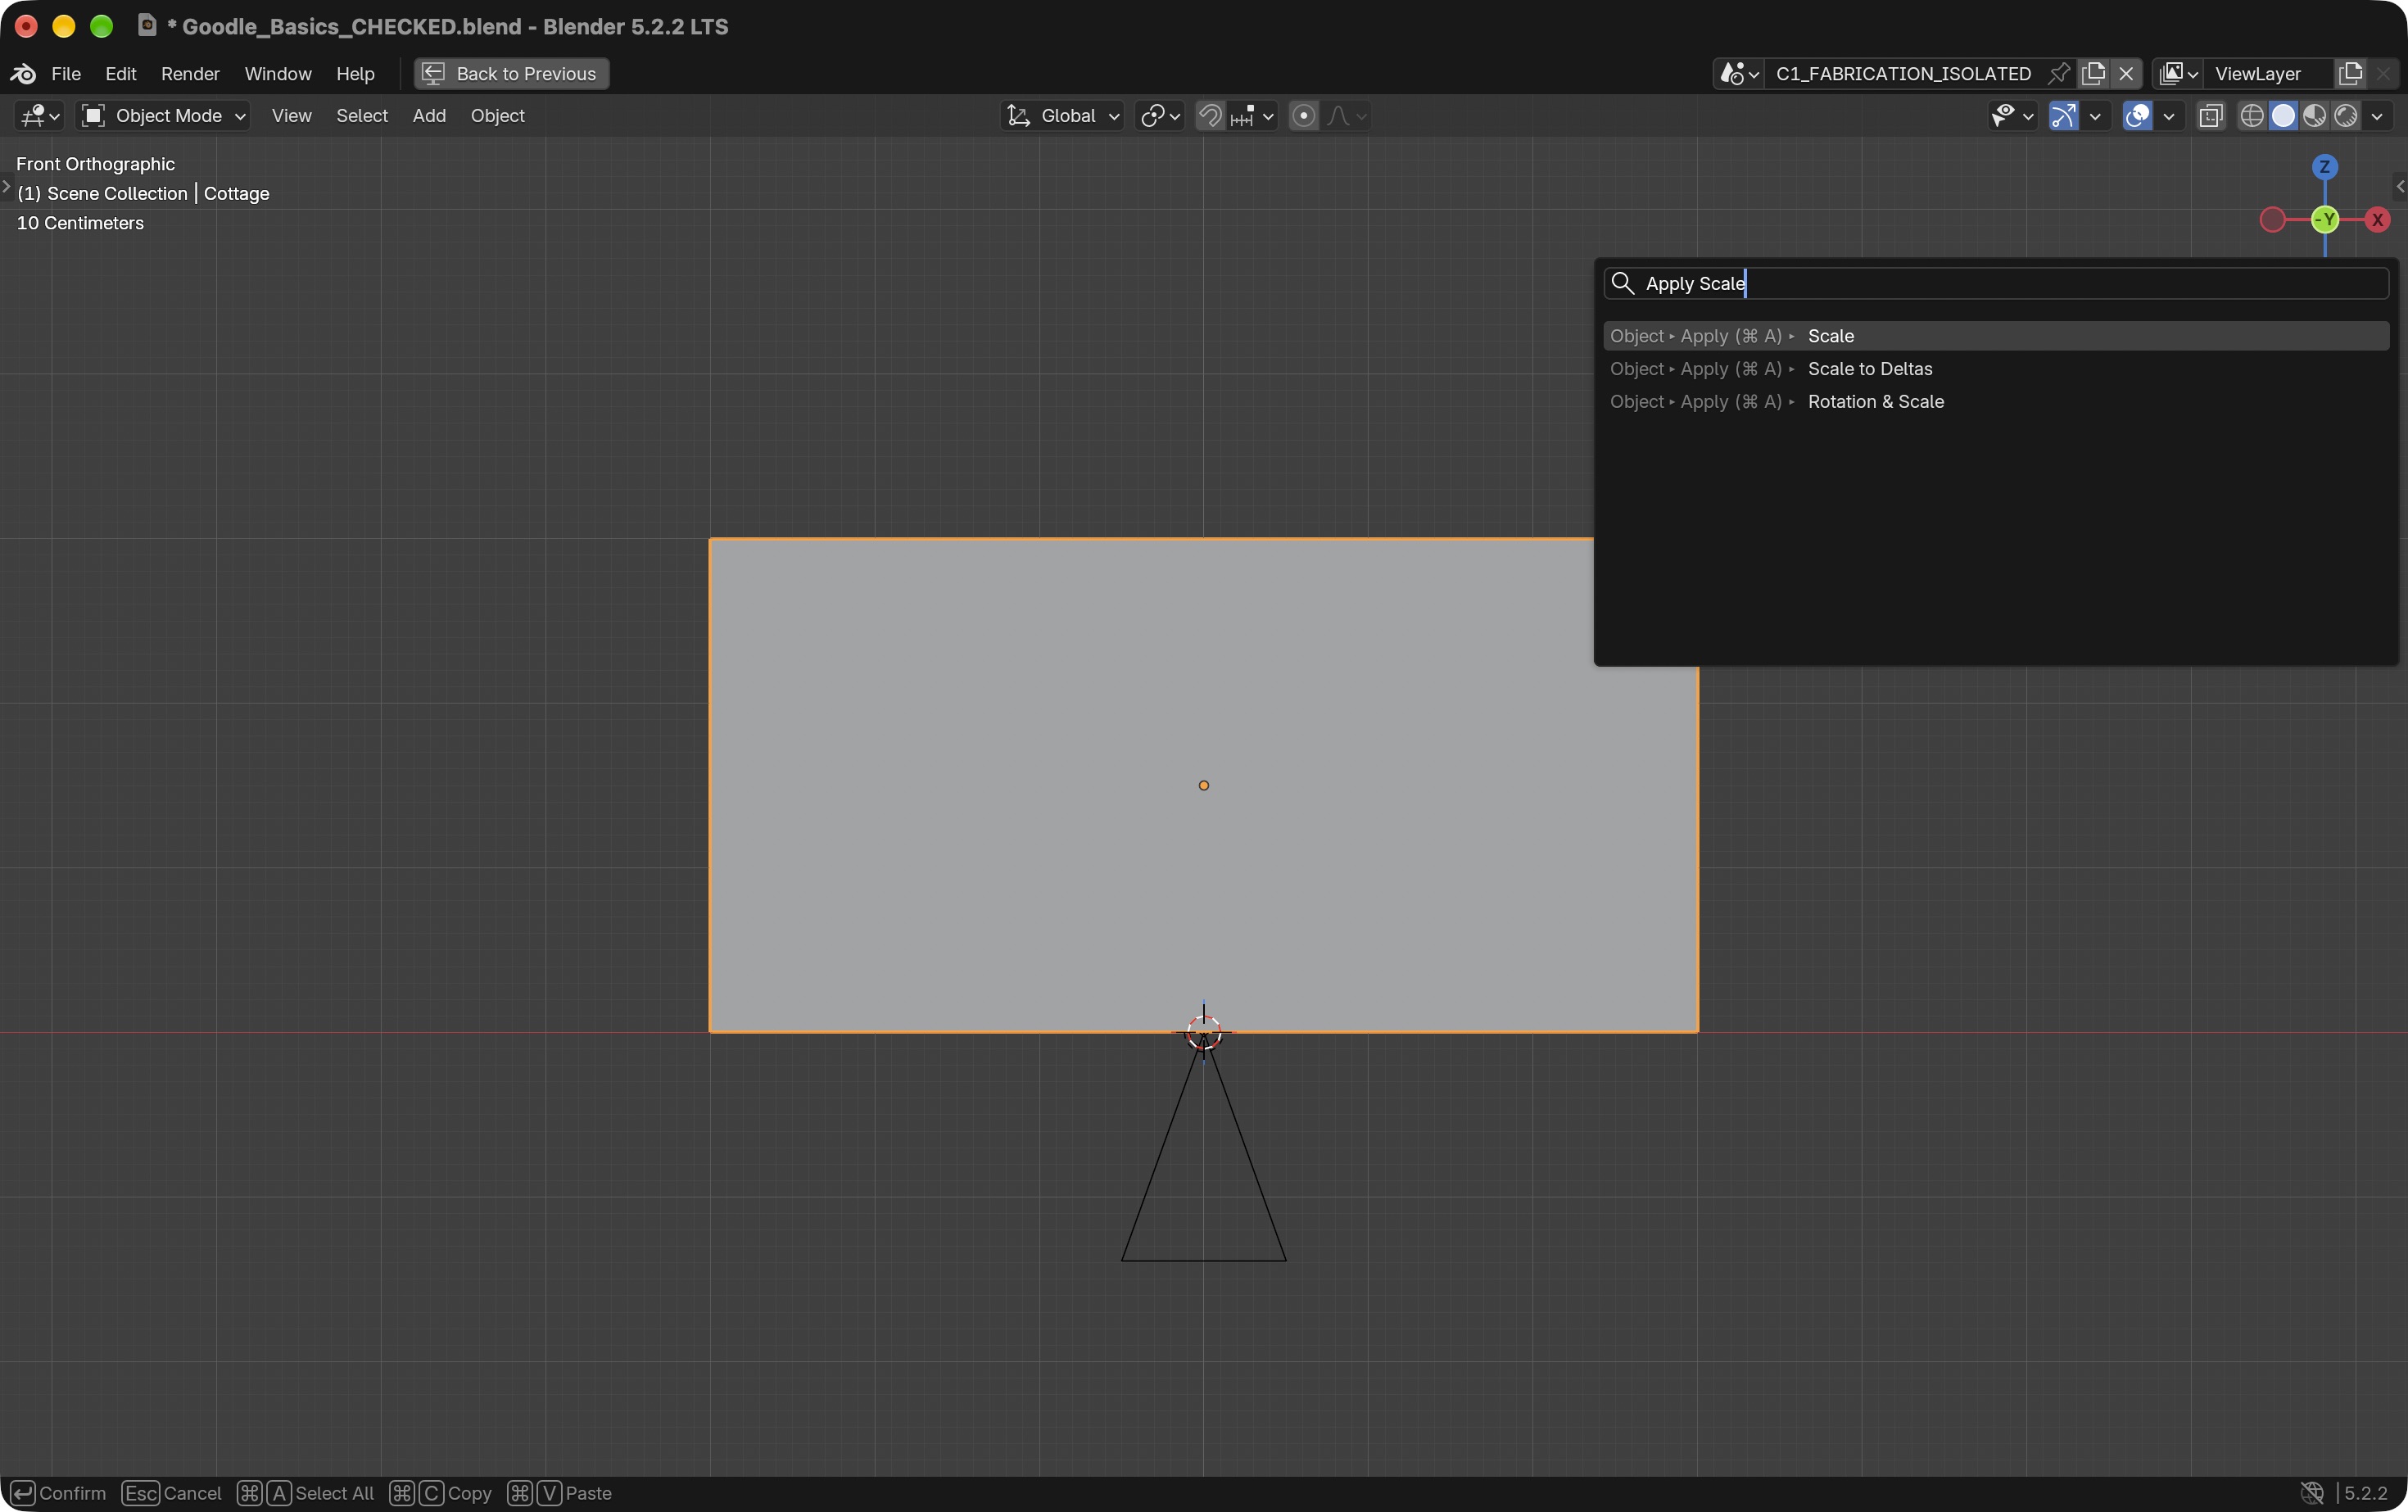 * Goodle_Basics_CHECKED.blend - Blender 5.2.2 LTS
File Edit Render Window Help Back to Previous C1_FABRICATION_ISOLATED ViewLayer
Object Mode View Select Add Object Global
Front Orthographic
(1) Scene Collection | Cottage
10 Centimeters
Z
-Y X
Apply Scale
Object ▸ Apply (⌘ A) ▸ Scale
Object ▸ Apply (⌘ A) ▸ Scale to Deltas
Object ▸ Apply (⌘ A) ▸ Rotation & Scale
Confirm Esc Cancel ⌘ A Select All ⌘ C Copy ⌘ V Paste 5.2.2